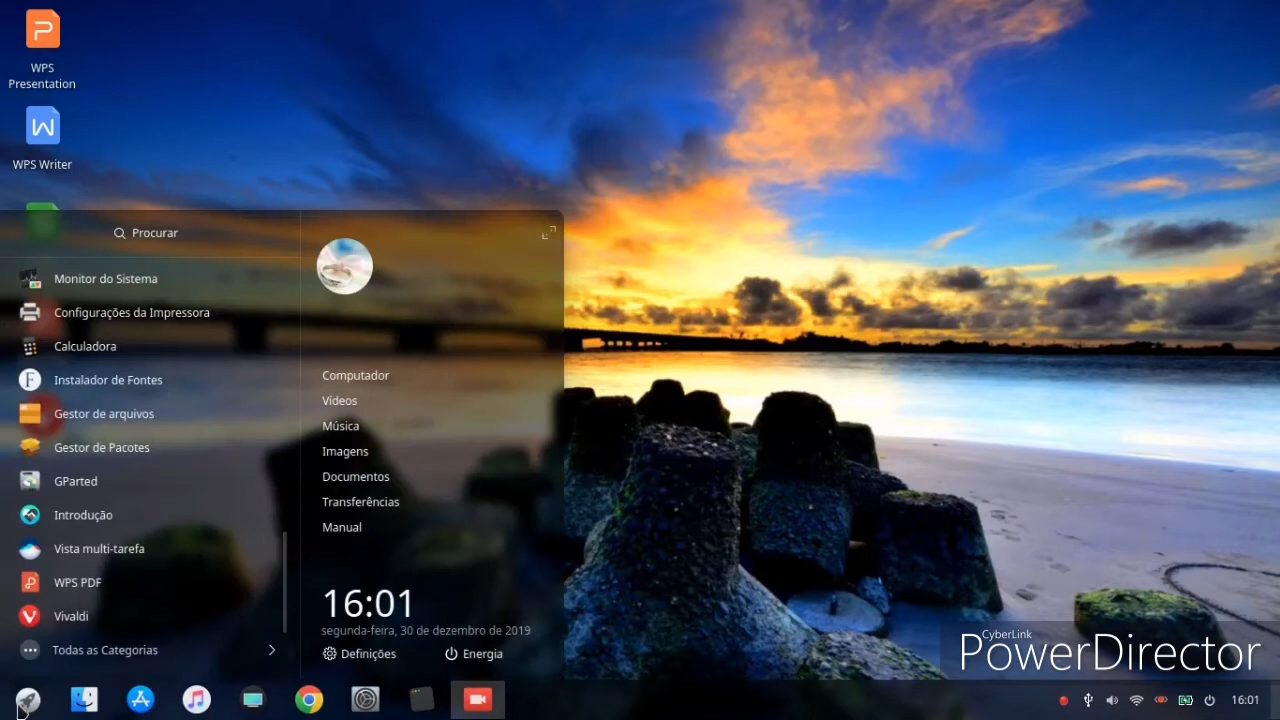 WPS
Presentation
WPS Writer
Procurar
Monitor do Sistema
Configurações da Impressora
Calculadora
Instalador de Fontes
Gestor de arquivos
Gestor de Pacotes
GParted
Introdução
Vista multi-tarefa
WPS PDF
Vivaldi
Todas as Categorias
Computador
Vídeos
Música
Imagens
Documentos
Transferências
Manual
16:01
segunda-feira, 30 de dezembro de 2019
Definições
Energia
CyberLink
PowerDirector
16:01